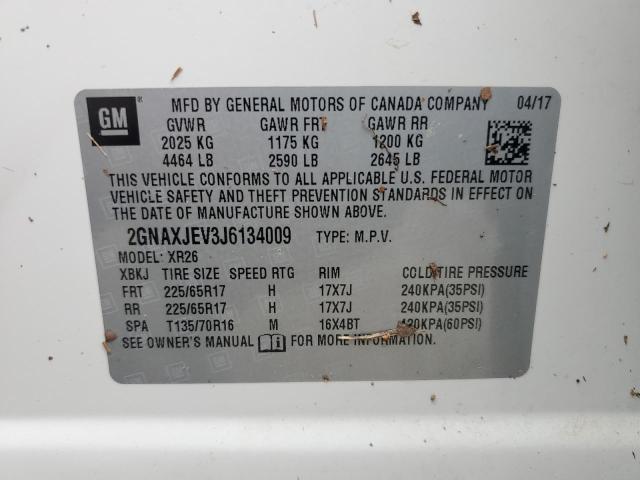 GM ® MFD BY GENERAL MOTORS OF CANADA COMPANY 04/17
GVWR GAWR FRT GAWR RR
2025 KG 1175 KG 1200 KG
4464 LB 2590 LB 2645 LB
THIS VEHICLE CONFORMS TO ALL APPLICABLE U.S. FEDERAL MOTOR
VEHICLE SAFETY AND THEFT PREVENTION STANDARDS IN EFFECT ON
THE DATE OF MANUFACTURE SHOWN ABOVE.
2GNAXJEV3J6134009 TYPE: M.P.V.
MODEL: XR26
XBKJ TIRE SIZE SPEED RTG RIM COLD TIRE PRESSURE
FRT 225/65R17 H 17X7J 240KPA(35PSI)
RR 225/65R17 H 17X7J 240KPA(35PSI)
SPA T135/70R16 M 16X4BT 420KPA(60PSI)
SEE OWNER'S MANUAL FOR MORE INFORMATION.